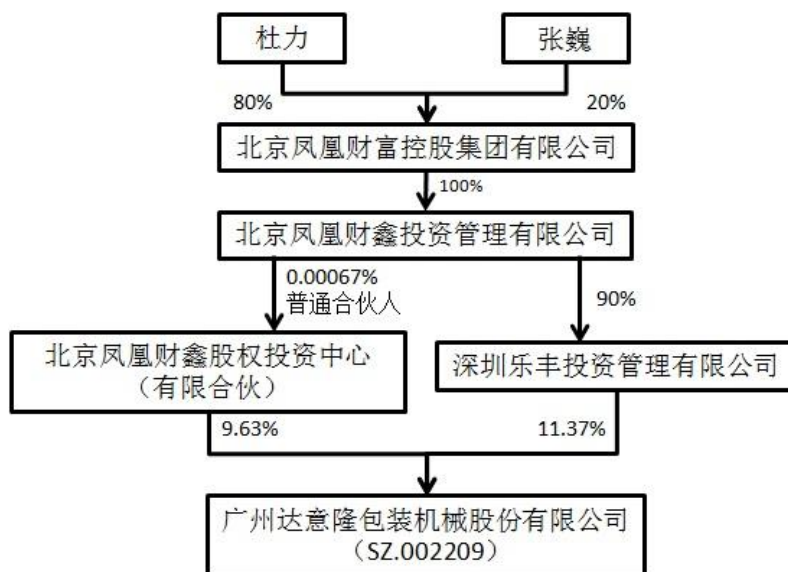 杜力
张巍
80%
20%
北京凤凰财富控股集团有限公司
100%
北京凤凰财鑫投资管理有限公司
0.00067%
普通合伙人
90%
北京凤凰财鑫股权投资中心
（有限合伙）
深圳乐丰投资管理有限公司
9.63%
11.37%
广州达意隆包装机械股份有限公司
（SZ.002209）